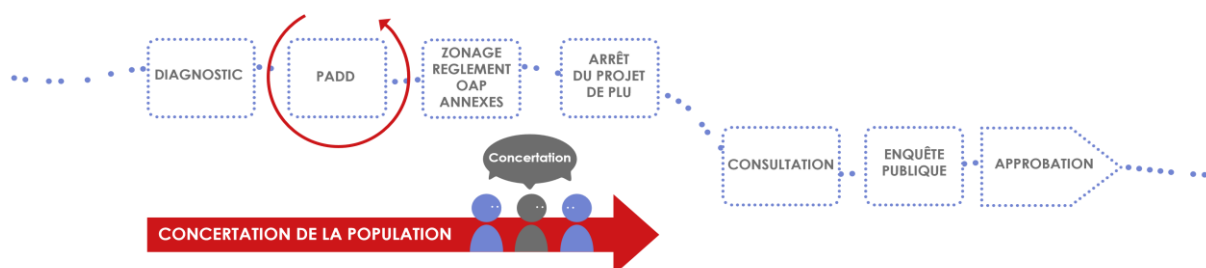 DIAGNOSTIC
PADD
ZONAGE
REGLEMENT
OAP
ANNEXES
ARRÊT
DU PROJET
DE PLU
CONSULTATION
ENQUÊTE
PUBLIQUE
APPROBATION
Concertation
CONCERTATION DE LA POPULATION